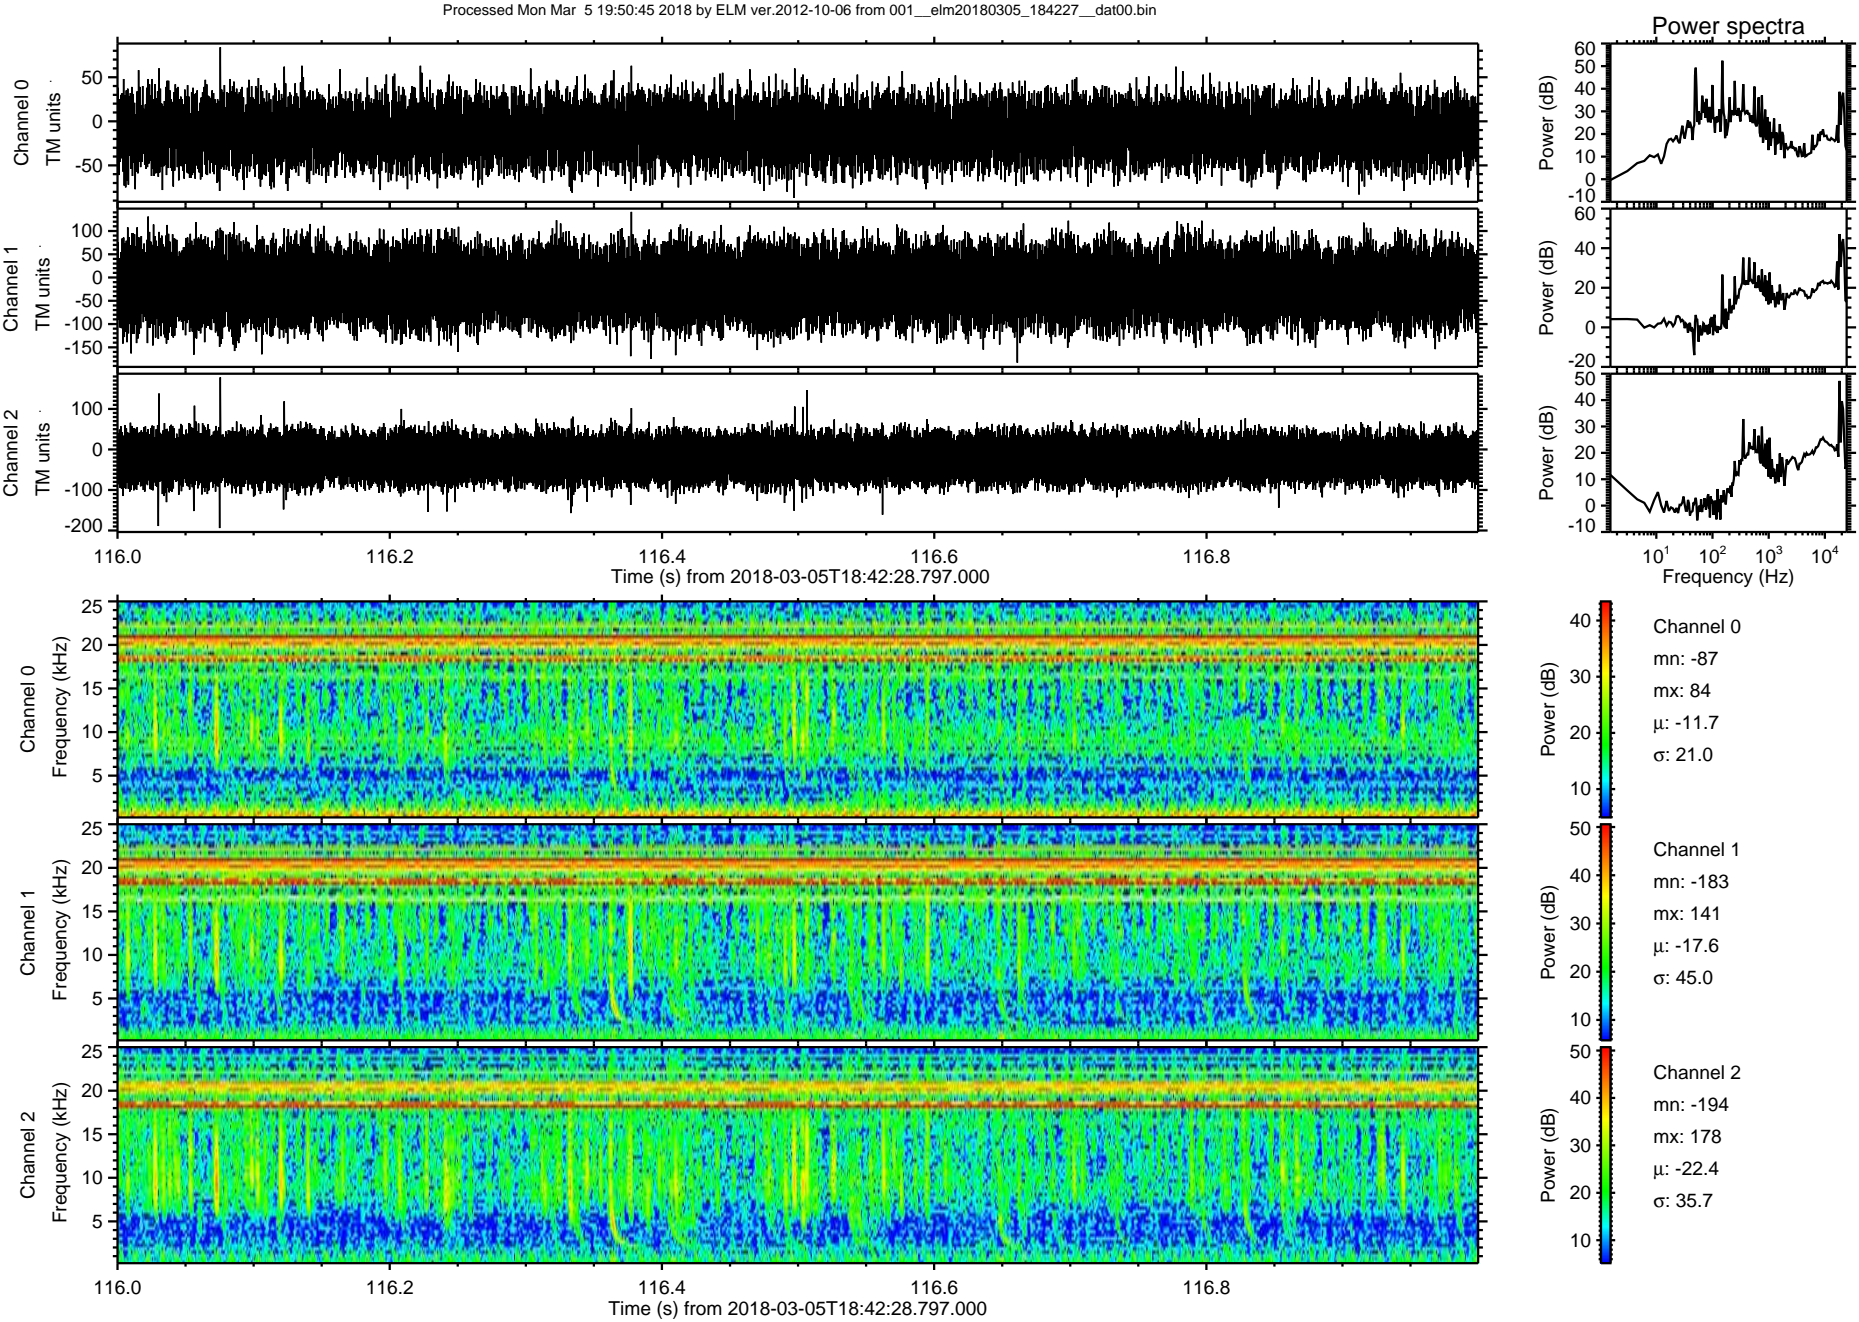 Processed Mon Mar  5 19:50:45 2018 by ELM ver.2012-10-06 from 001__elm20180305_184227__dat00.bin
Power spectra
Channel 0
TM units
50
0
-50
Power (dB)
60
50
40
30
20
10
0
-10
Channel 1
TM units
100
50
0
-50
-100
-150
Power (dB)
60
40
20
0
-20
Channel 2
TM units
100
0
-100
-200
Power (dB)
50
40
30
20
10
0
-10
116.0 116.2 116.4 116.6 116.8
Time (s) from 2018-03-05T18:42:28.797.000
10¹ 10² 10³ 10⁴
Frequency (Hz)
Channel 0
Frequency (kHz)
25
20
15
10
5
Power (dB)
40
30
20
10
Channel 0
mn: -87
mx: 84
μ: -11.7
σ: 21.0
Channel 1
Frequency (kHz)
25
20
15
10
5
Power (dB)
50
40
30
20
10
Channel 1
mn: -183
mx: 141
μ: -17.6
σ: 45.0
Channel 2
Frequency (kHz)
25
20
15
10
5
Power (dB)
50
40
30
20
10
Channel 2
mn: -194
mx: 178
μ: -22.4
σ: 35.7
116.0 116.2 116.4 116.6 116.8
Time (s) from 2018-03-05T18:42:28.797.000